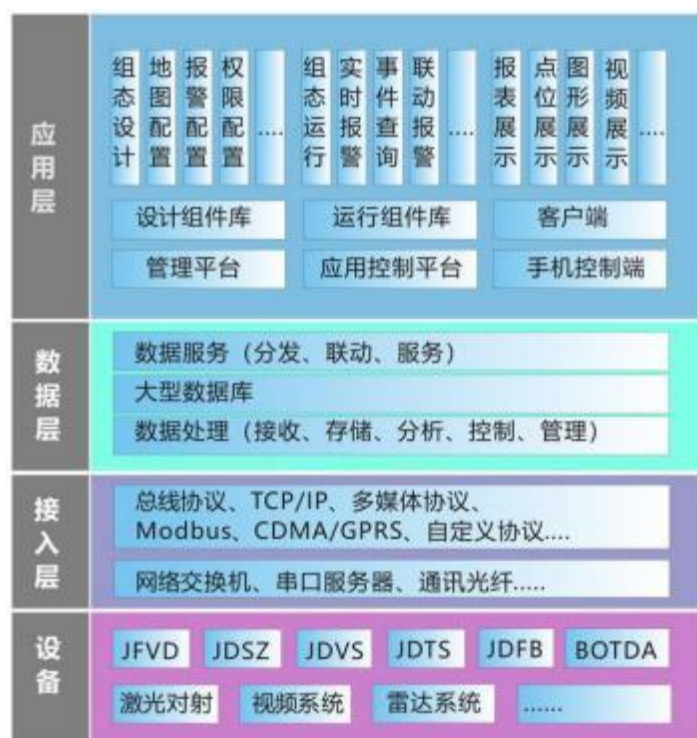 应用层
组态设计
地图配置
报警配置
权限配置
....
组态运行
实时报警
事件查询
联动报警
....
报表展示
点位展示
图形展示
视频展示
....
设计组件库
运行组件库
客户端
管理平台
应用控制平台
手机控制端
数据层
数据服务（分发、联动、服务）
大型数据库
数据处理（接收、存储、分析、控制、管理）
接入层
总线协议、TCP/IP、多媒体协议、
Modbus、CDMA/GPRS、自定义协议....
网络交换机、串口服务器、通讯光纤.....
设备
JFVD
JDSZ
JDVS
JDTS
JDFB
BOTDA
激光对射
视频系统
雷达系统
......